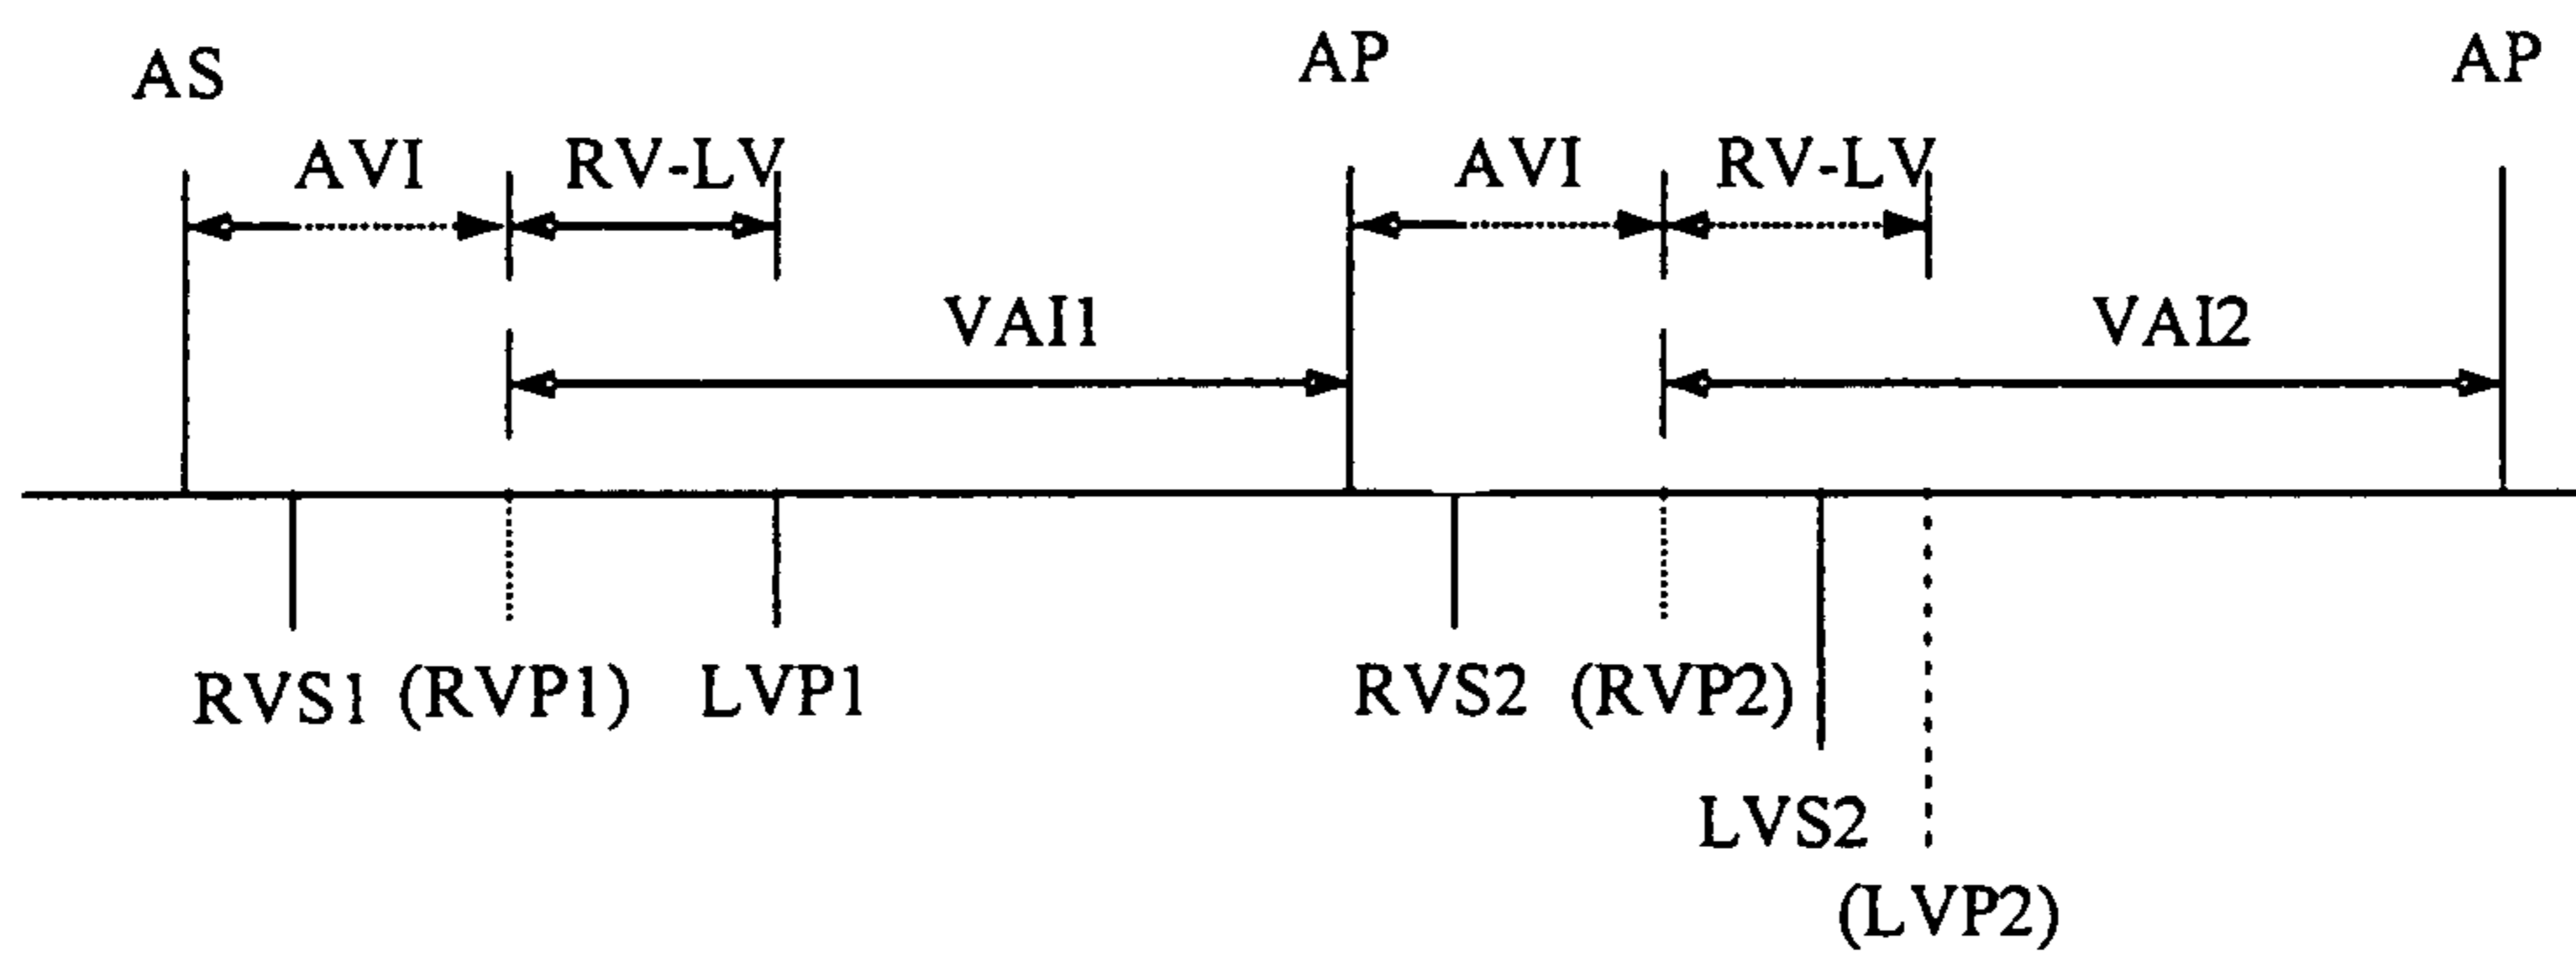 AS AP AP
AVI RV-LV AVI RV-LV
VAI1 VAI2
RVS1 (RVP1) LVP1 RVS2 (RVP2)
LVS2
(LVP2)